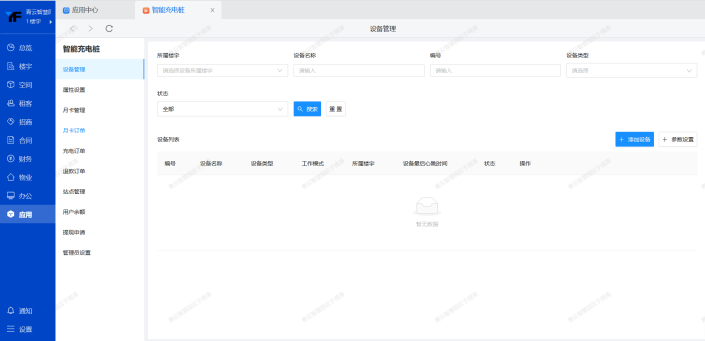 应用中心
智能充电桩
设备管理
总览
楼宇
空间
租客
招商
合同
财务
物业
办公
应用
通知
设置
智能充电桩
设备管理
属性设置
月卡管理
月卡订单
充电订单
退款订单
站点管理
用户余额
提现申请
管理员设置
所属楼宇
设备名称
编号
设备类型
请选择设备所属楼宇
请输入
请输入
请选择
状态
全部
搜索
重置
设备列表
+ 添加设备
+ 参数设置
编号 设备名称 设备类型 工作模式 所属楼宇 设备最后心跳时间 状态 操作
暂无数据